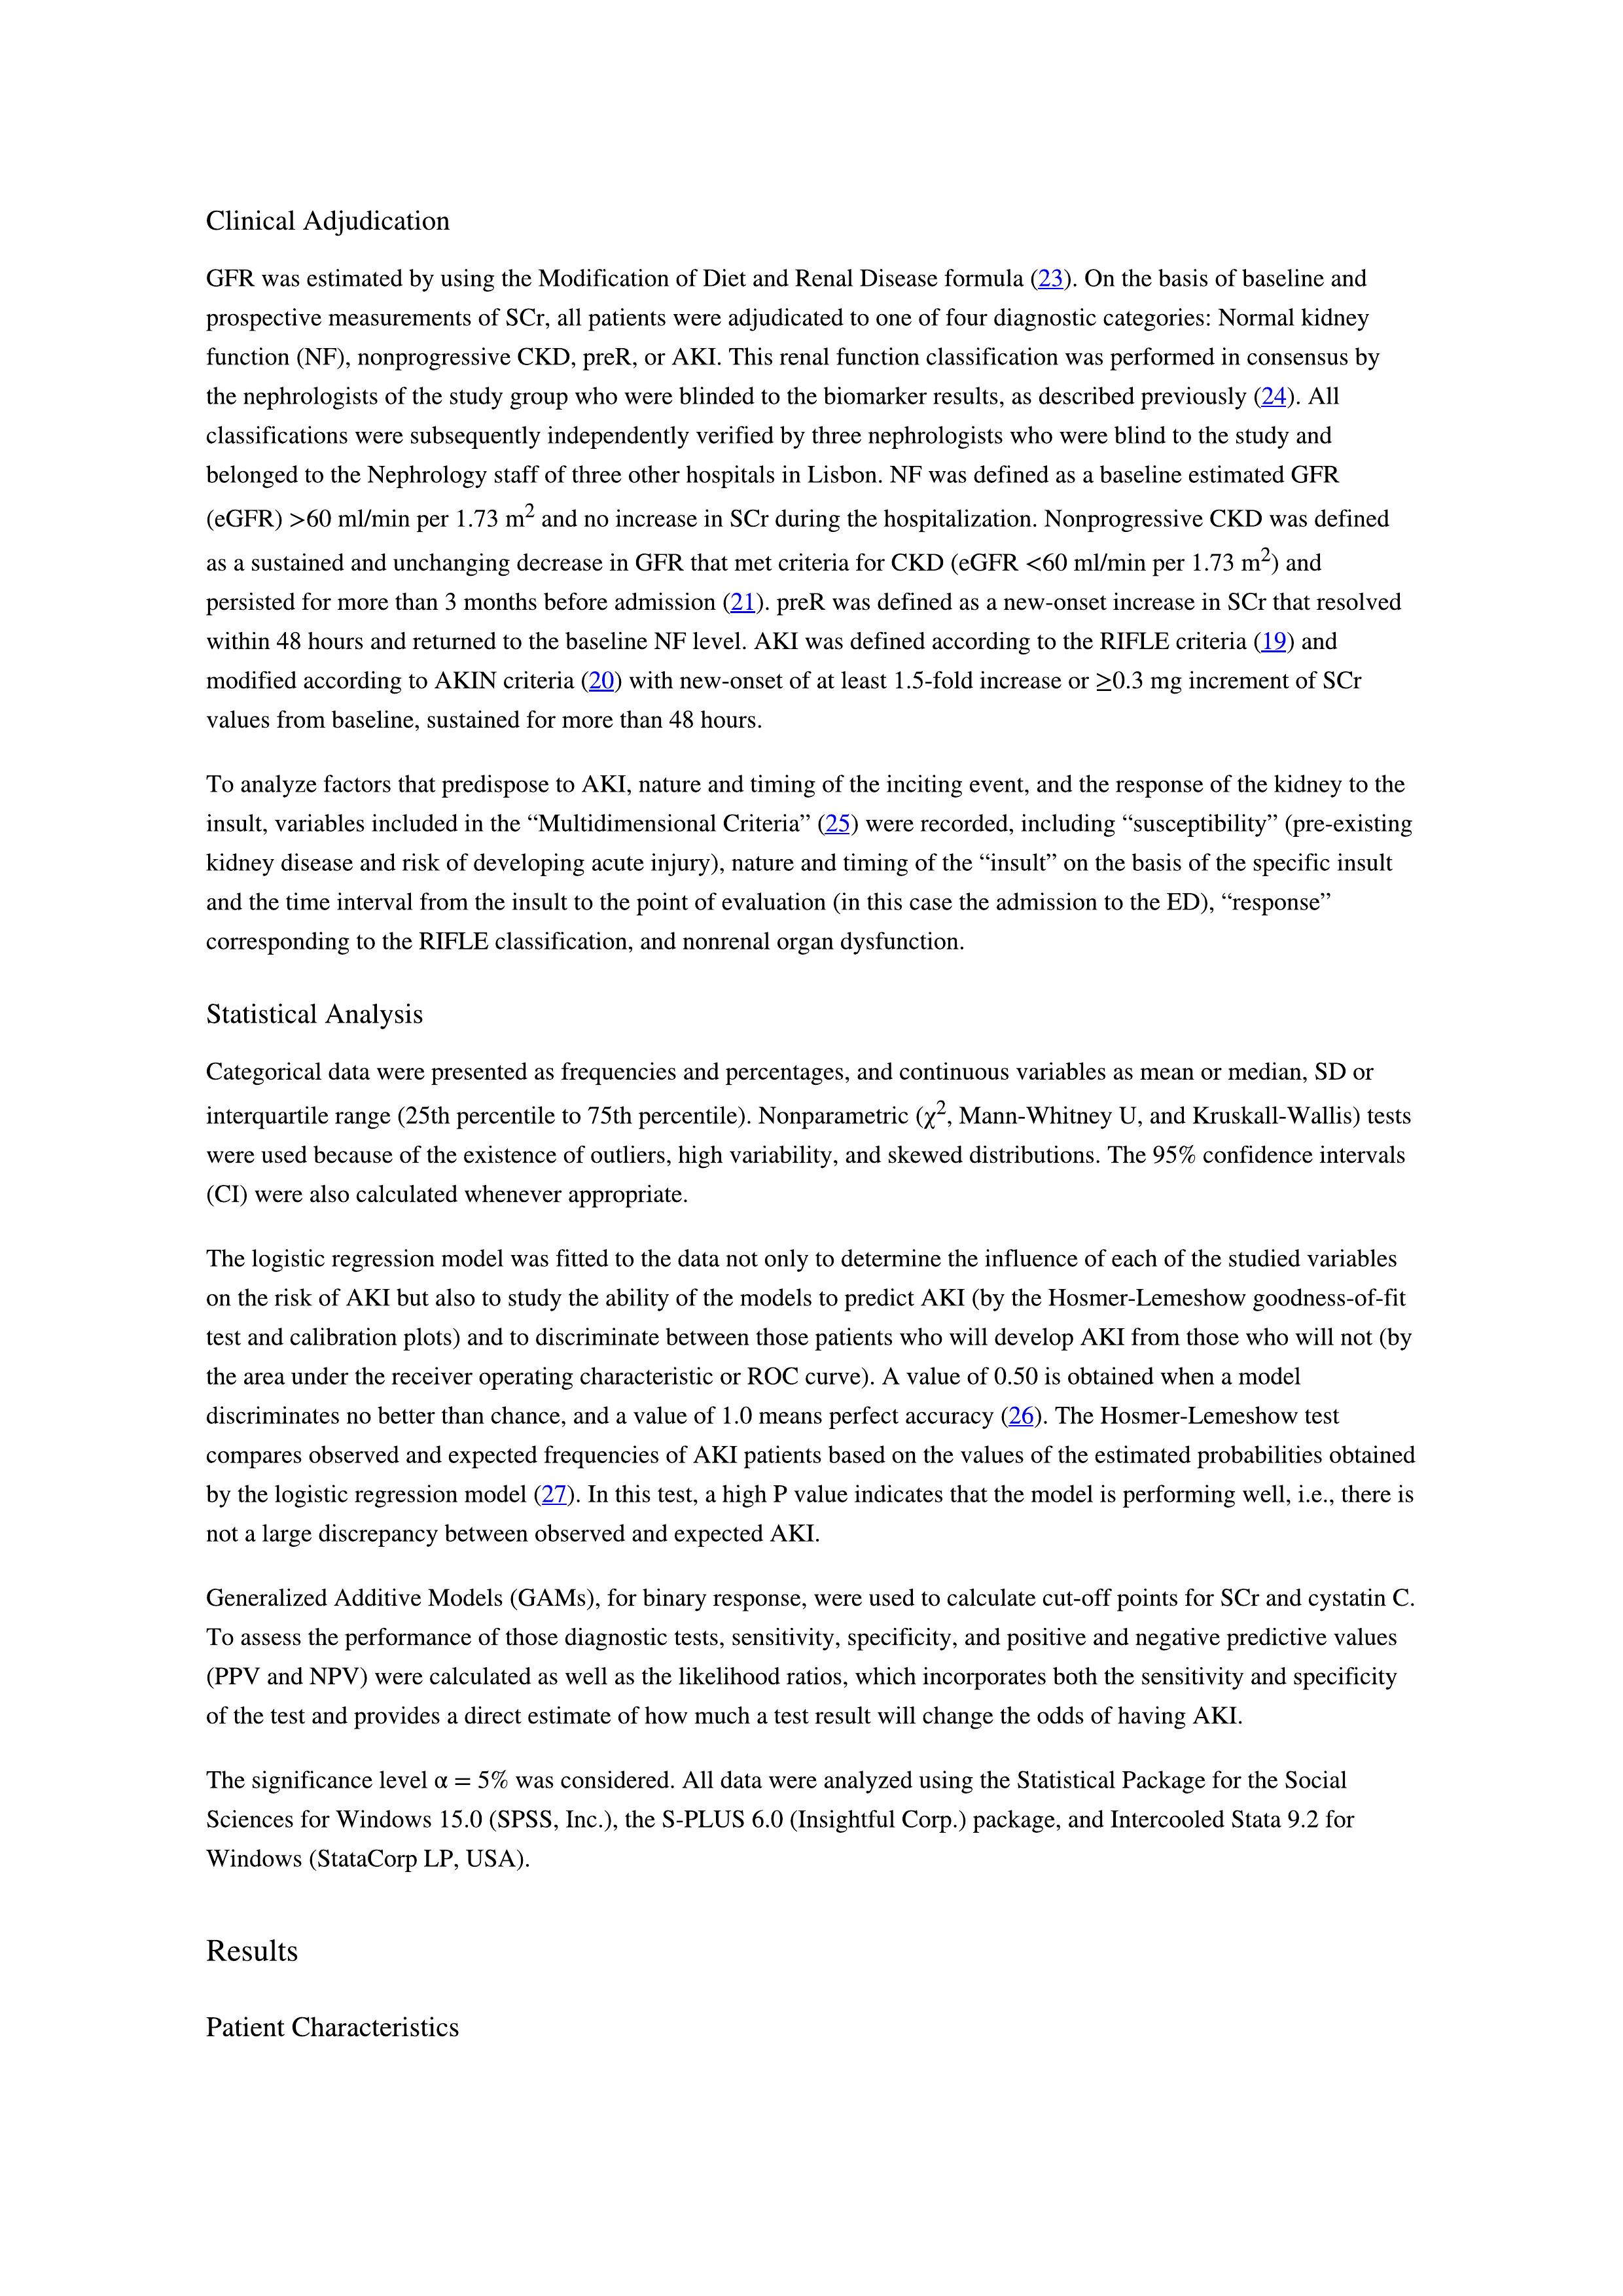 Clinical Adjudication
GFR was estimated by using the Modification of Diet and Renal Disease formula (23). On the basis of baseline and
prospective measurements of SCr, all patients were adjudicated to one of four diagnostic categories: Normal kidney
function (NF), nonprogressive CKD, preR, or AKI. This renal function classification was performed in consensus by
the nephrologists of the study group who were blinded to the biomarker results, as described previously (24). All
classifications were subsequently independently verified by three nephrologists who were blind to the study and
belonged to the Nephrology staff of three other hospitals in Lisbon. NF was defined as a baseline estimated GFR
(eGFR) >60 ml/min per 1.73 m² and no increase in SCr during the hospitalization. Nonprogressive CKD was defined
as a sustained and unchanging decrease in GFR that met criteria for CKD (eGFR <60 ml/min per 1.73 m²) and
persisted for more than 3 months before admission (21). preR was defined as a new-onset increase in SCr that resolved
within 48 hours and returned to the baseline NF level. AKI was defined according to the RIFLE criteria (19) and
modified according to AKIN criteria (20) with new-onset of at least 1.5-fold increase or ≥0.3 mg increment of SCr
values from baseline, sustained for more than 48 hours.
To analyze factors that predispose to AKI, nature and timing of the inciting event, and the response of the kidney to the
insult, variables included in the “Multidimensional Criteria” (25) were recorded, including “susceptibility” (pre-existing
kidney disease and risk of developing acute injury), nature and timing of the “insult” on the basis of the specific insult
and the time interval from the insult to the point of evaluation (in this case the admission to the ED), “response”
corresponding to the RIFLE classification, and nonrenal organ dysfunction.
Statistical Analysis
Categorical data were presented as frequencies and percentages, and continuous variables as mean or median, SD or
interquartile range (25th percentile to 75th percentile). Nonparametric (χ², Mann-Whitney U, and Kruskall-Wallis) tests
were used because of the existence of outliers, high variability, and skewed distributions. The 95% confidence intervals
(CI) were also calculated whenever appropriate.
The logistic regression model was fitted to the data not only to determine the influence of each of the studied variables
on the risk of AKI but also to study the ability of the models to predict AKI (by the Hosmer-Lemeshow goodness-of-fit
test and calibration plots) and to discriminate between those patients who will develop AKI from those who will not (by
the area under the receiver operating characteristic or ROC curve). A value of 0.50 is obtained when a model
discriminates no better than chance, and a value of 1.0 means perfect accuracy (26). The Hosmer-Lemeshow test
compares observed and expected frequencies of AKI patients based on the values of the estimated probabilities obtained
by the logistic regression model (27). In this test, a high P value indicates that the model is performing well, i.e., there is
not a large discrepancy between observed and expected AKI.
Generalized Additive Models (GAMs), for binary response, were used to calculate cut-off points for SCr and cystatin C.
To assess the performance of those diagnostic tests, sensitivity, specificity, and positive and negative predictive values
(PPV and NPV) were calculated as well as the likelihood ratios, which incorporates both the sensitivity and specificity
of the test and provides a direct estimate of how much a test result will change the odds of having AKI.
The significance level α = 5% was considered. All data were analyzed using the Statistical Package for the Social
Sciences for Windows 15.0 (SPSS, Inc.), the S-PLUS 6.0 (Insightful Corp.) package, and Intercooled Stata 9.2 for
Windows (StataCorp LP, USA).
Results
Patient Characteristics